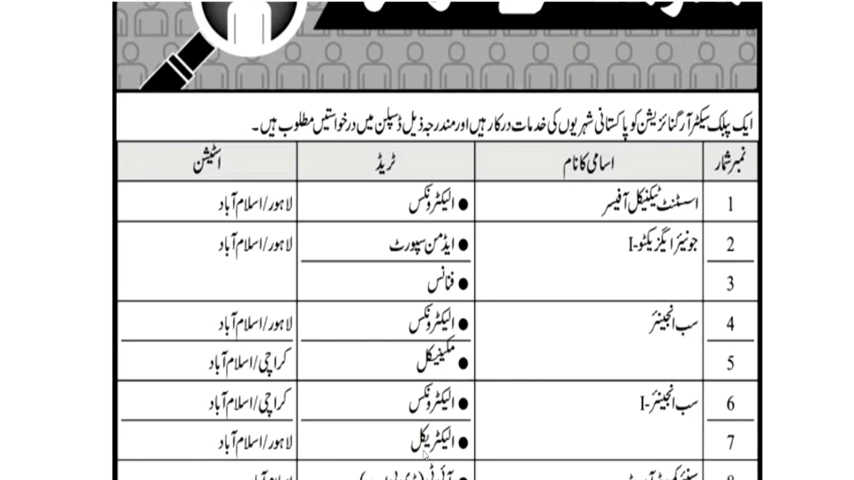 ایک پبلک سیکٹر آرگنائزیشن کو پاکستانی شہریوں کی خدمات درکار ہیں اور مندرجہ ذیل ڈسپلن میں درخواستیں مطلوب ہیں۔
نمبر شمار اسامی کا نام ٹریڈ اسٹیشن
1 اسسٹنٹ ٹیکنیکل آفیسر ● الیکٹرونکس لاہور/اسلام آباد
2 جونیئر ایگزیکٹو-I ● ایڈمن سپورٹ لاہور/اسلام آباد
3 ● فنانس
4 سب انجینئر ● الیکٹرونکس لاہور/اسلام آباد
5 ● مکینیکل کراچی/اسلام آباد
6 سب انجینئر-I ● الیکٹرونکس کراچی/اسلام آباد
7 ● الیکٹریکل لاہور/اسلام آباد